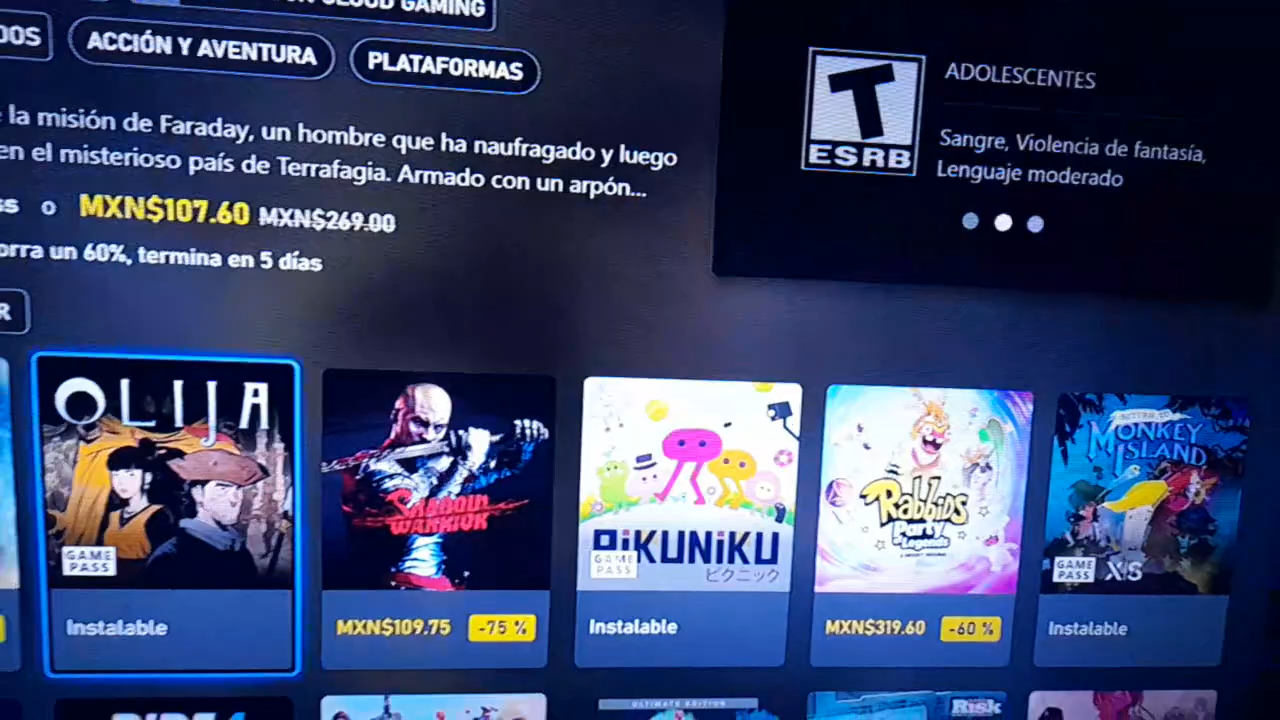 CLOUD GAMING
DOS
ACCIÓN Y AVENTURA
PLATAFORMAS
la misión de Faraday, un hombre que ha naufragado y luego
en el misterioso país de Terrafagia. Armado con un arpón...
o MXN$107.60 MXN$269.00
orra un 60%, termina en 5 días
R
T
ESRB
ADOLESCENTES
Sangre, Violencia de fantasía,
Lenguaje moderado
OLIJA
GAME
PASS
Instalable
SHADOW
WARRIOR
MXN$109.75 -75 %
PiKUNiKU
ピクニック
GAME
PASS
Instalable
Rabbids
Party
of Legends
MXN$319.60 -60 %
RETURN TO
MONKEY
ISLAND
GAME
PASS
X|S
Instalable
ULTIMATE EDITION
Risk